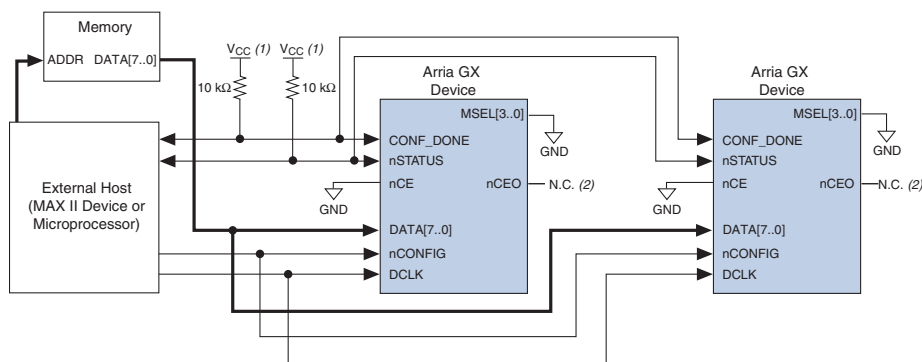 Memory
ADDR DATA[7..0]
VCC (1)
VCC (1)
10 kΩ
10 kΩ
Arria GX
Device
MSEL[3..0]
GND
CONF_DONE
nSTATUS
nCE
nCEO
N.C. (2)
GND
DATA[7..0]
nCONFIG
DCLK
External Host
(MAX II Device or
Microprocessor)
Arria GX
Device
MSEL[3..0]
GND
CONF_DONE
nSTATUS
nCE
nCEO
N.C. (2)
GND
DATA[7..0]
nCONFIG
DCLK